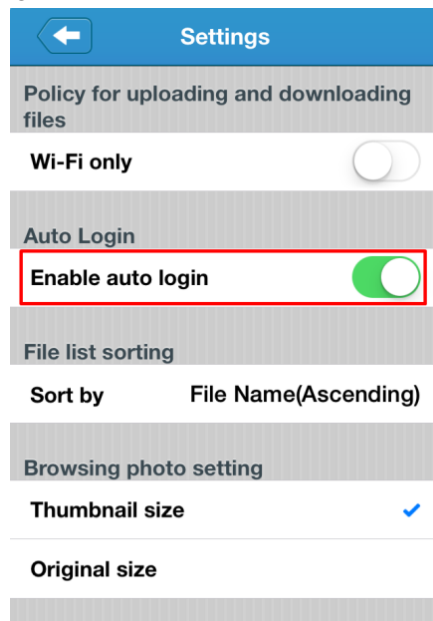 Settings
Policy for uploading and downloading
files
Wi-Fi only
Auto Login
Enable auto login
File list sorting
Sort by File Name(Ascending)
Browsing photo setting
Thumbnail size
Original size